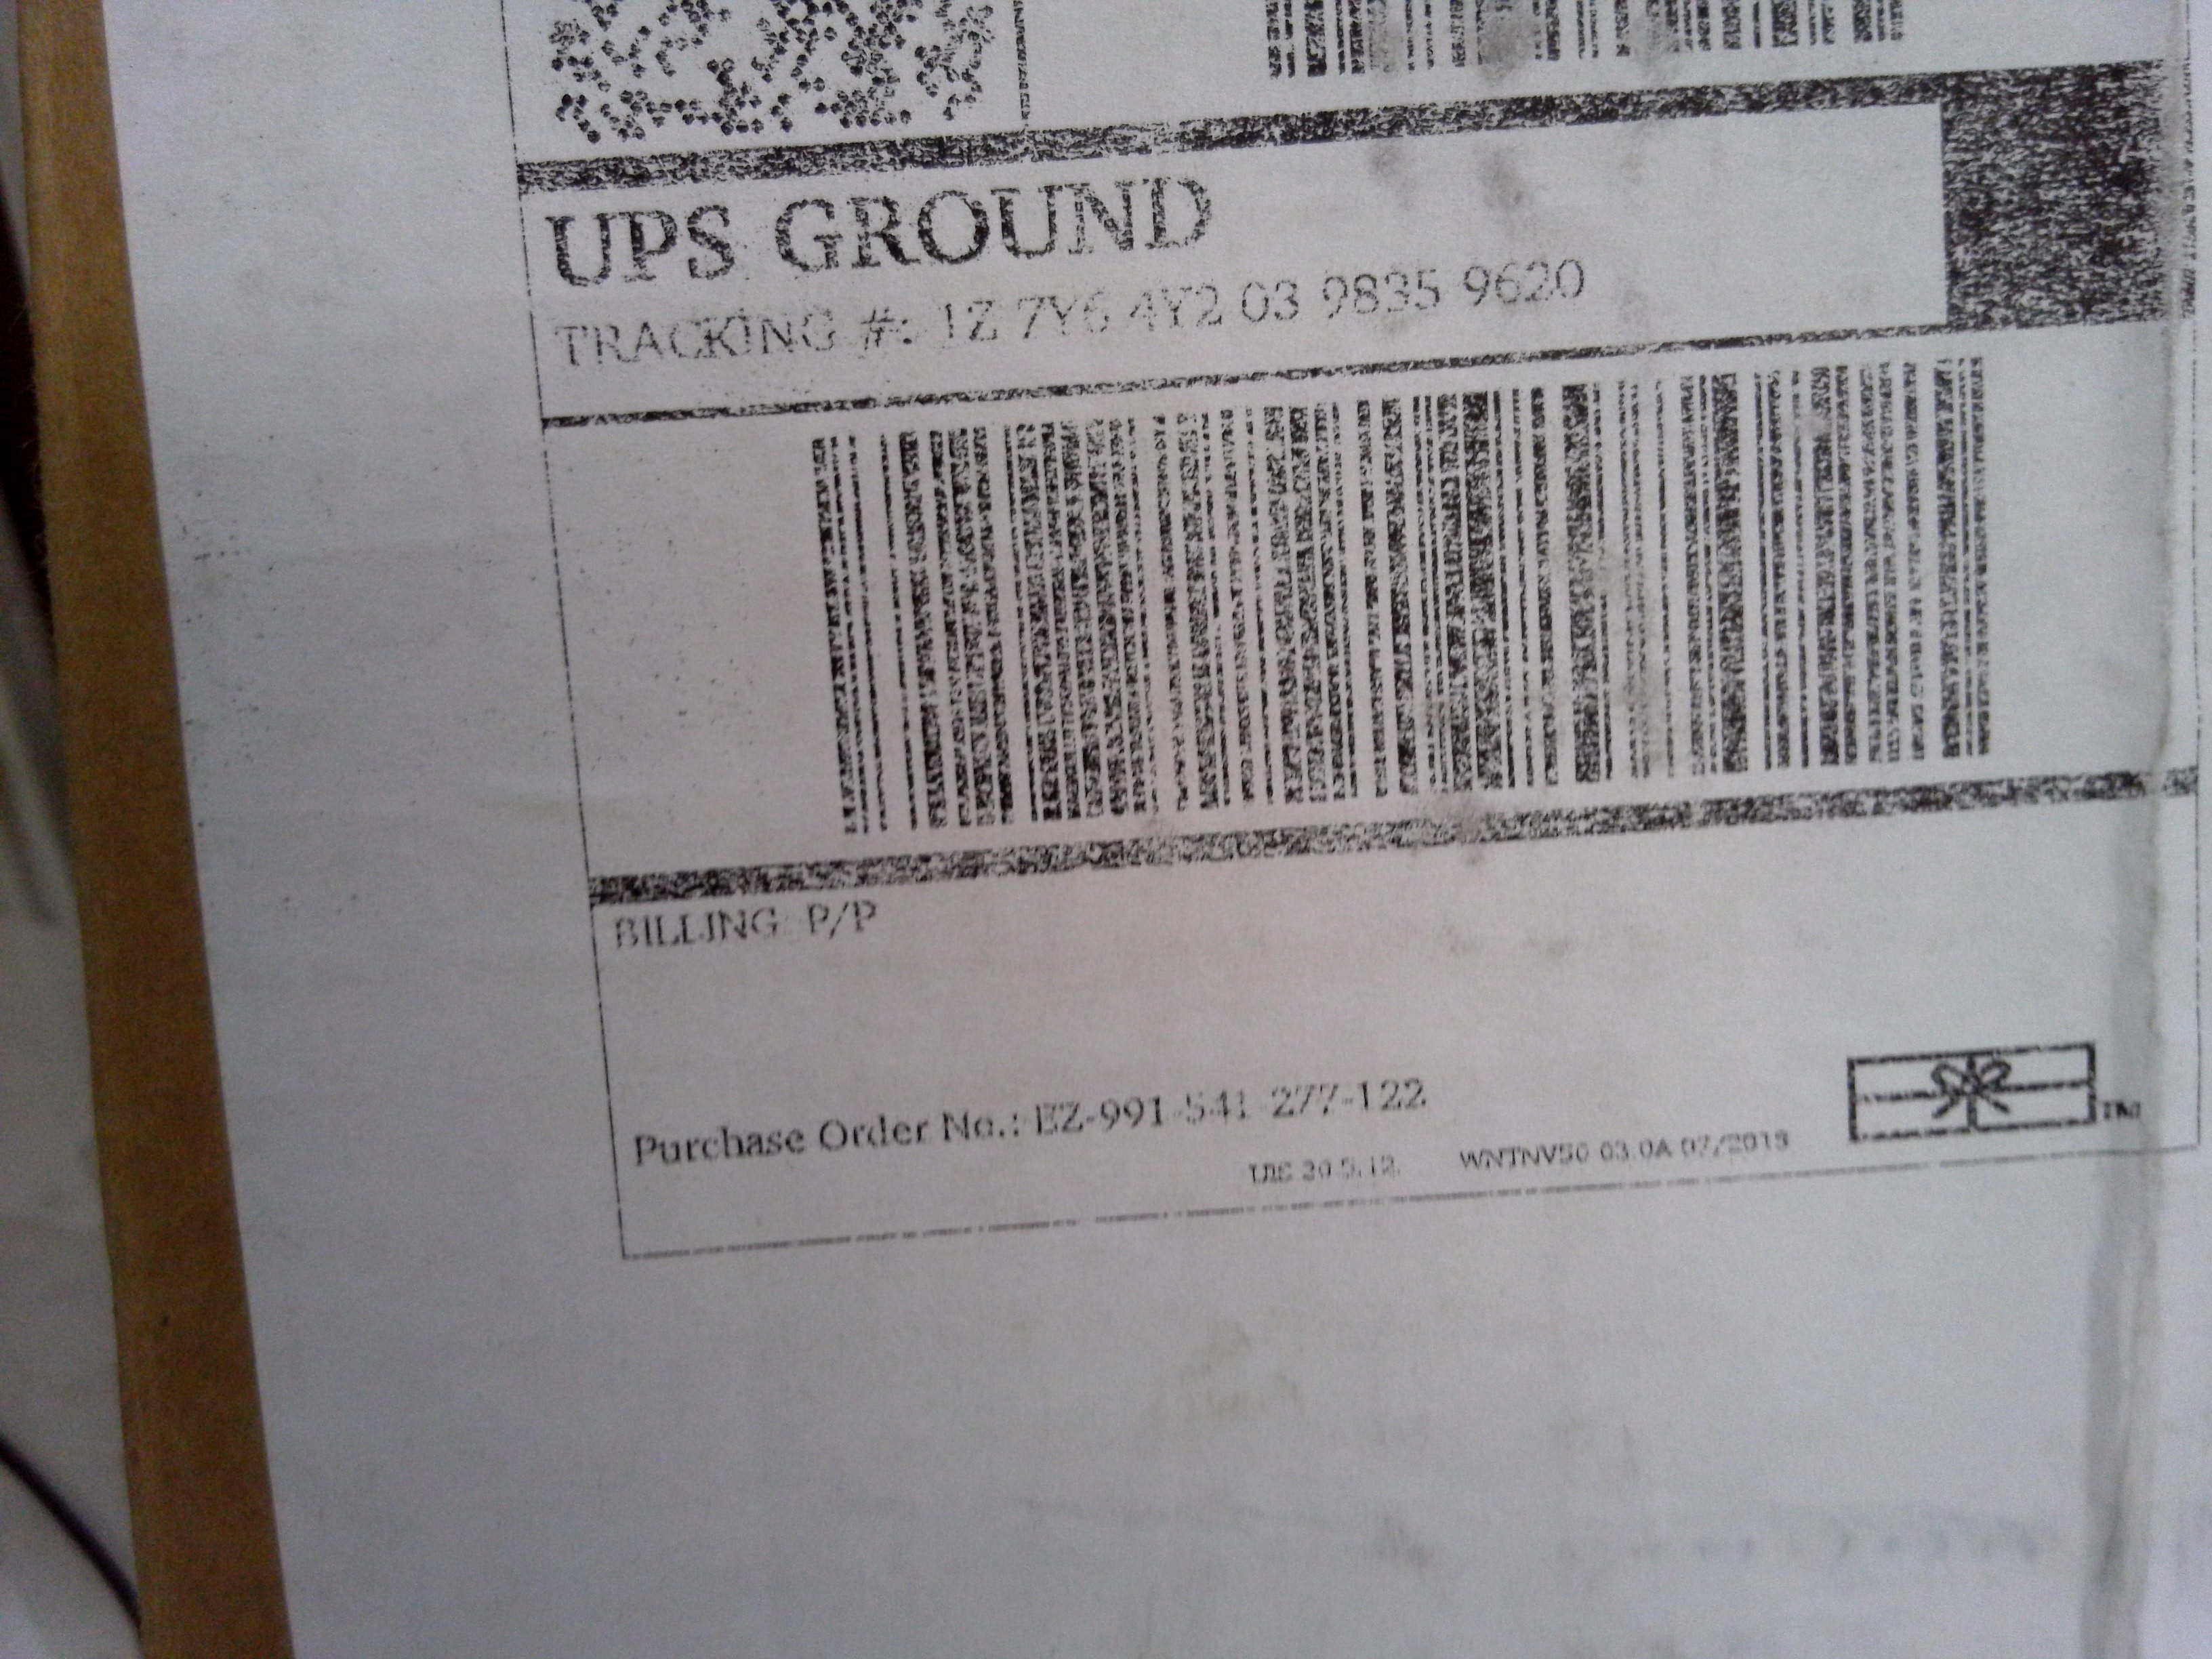 UPS GROUND
TRACKING #: 1Z 7Y6 4Y2 03 9835 9620
BILLING P/P
Purchase Order No.: EZ-991-541-277-122
WNTNV50 03.0A 07/2013